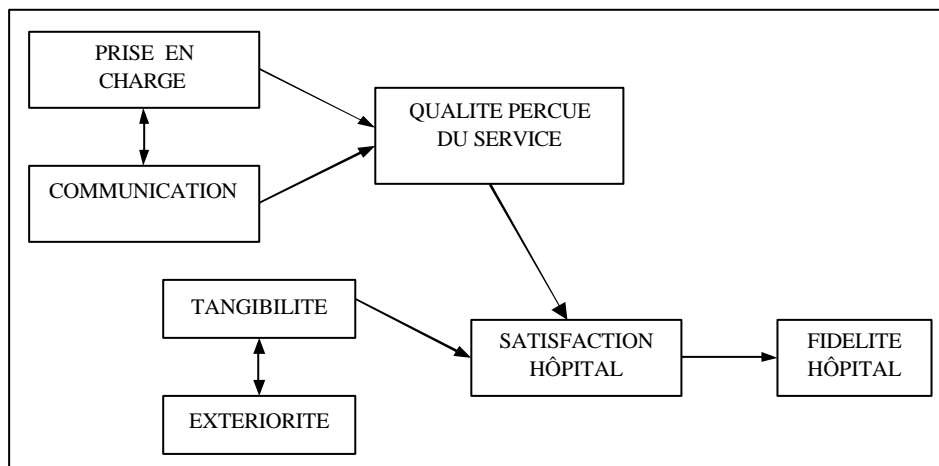 PRISE EN
CHARGE
QUALITE PERCUE
DU SERVICE
COMMUNICATION
TANGIBILITE
SATISFACTION
HÔPITAL
FIDELITE
HÔPITAL
EXTERIORITE